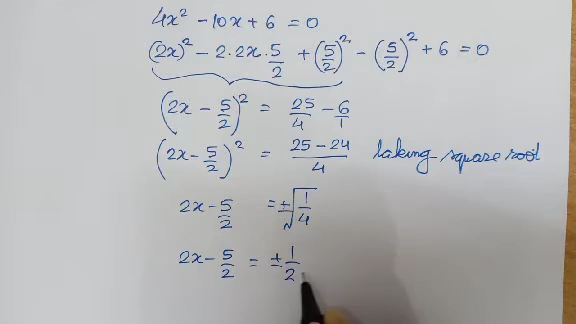 4x² - 10x + 6 = 0
(2x)² - 2·2x·5/2 + (5/2)² - (5/2)² + 6 = 0
(2x - 5/2)² = 25/4 - 6/1
(2x - 5/2)² = (25 - 24)/4 taking square root
2x - 5/2 = ±√(1/4)
2x - 5/2 = ±1/2